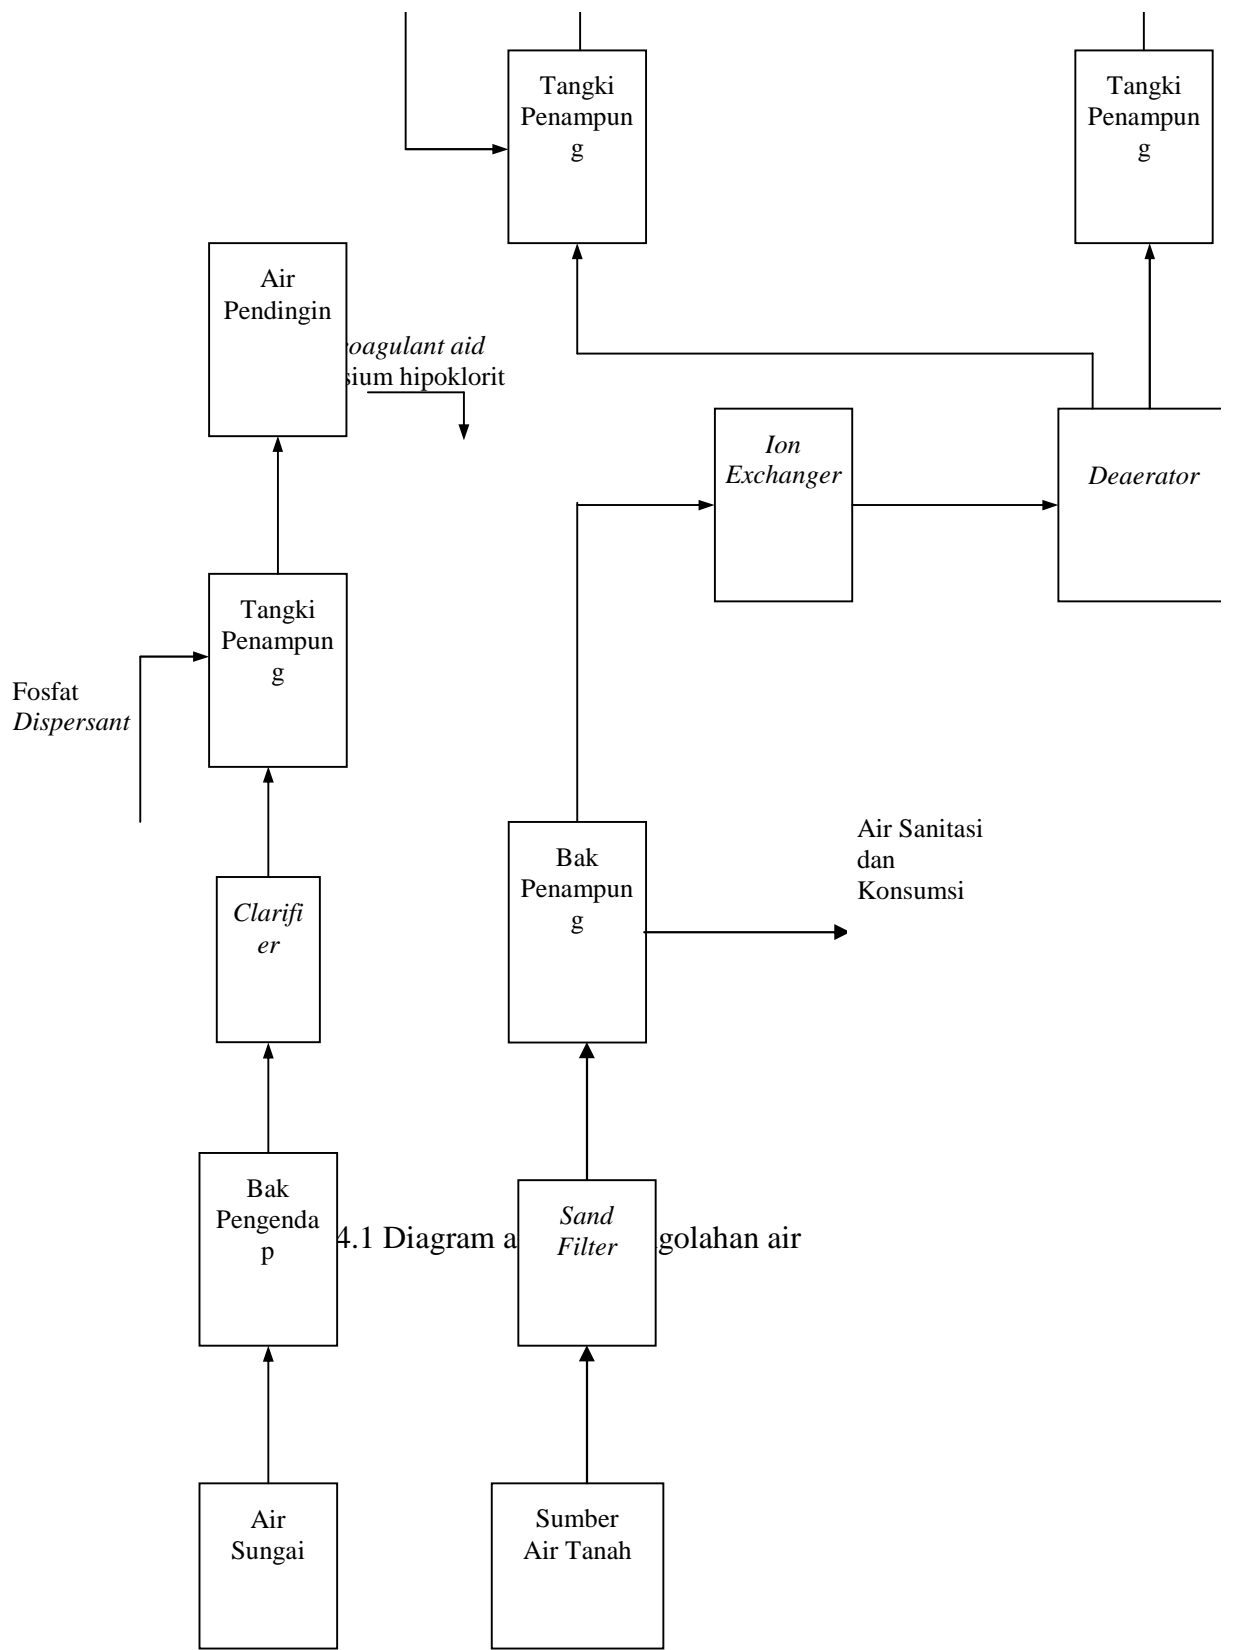 Tangki
Penampun
g
Tangki
Penampun
g
Air
Pendingin
coagulant aid
sium hipoklorit
Ion
Exchanger
Deaerator
Tangki
Penampun
g
Fosfat
Dispersant
Air Sanitasi
dan
Konsumsi
Bak
Penampun
g
Clarifi
er
Bak
Pengenda
p
4.1 Diagram a
golahan air
Sand
Filter
Air
Sungai
Sumber
Air Tanah